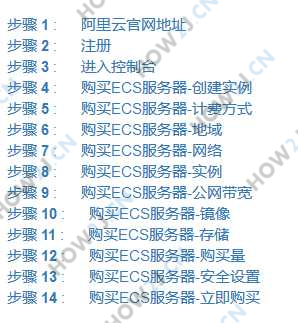 步骤 1 : 阿里云官网地址
步骤 2 : 注册
步骤 3 : 进入控制台
步骤 4 : 购买ECS服务器-创建实例
步骤 5 : 购买ECS服务器-计费方式
步骤 6 : 购买ECS服务器-地域
步骤 7 : 购买ECS服务器-网络
步骤 8 : 购买ECS服务器-实例
步骤 9 : 购买ECS服务器-公网带宽
步骤 10 : 购买ECS服务器-镜像
步骤 11 : 购买ECS服务器-存储
步骤 12 : 购买ECS服务器-购买量
步骤 13 : 购买ECS服务器-安全设置
步骤 14 : 购买ECS服务器-立即购买
HOW2J.CN